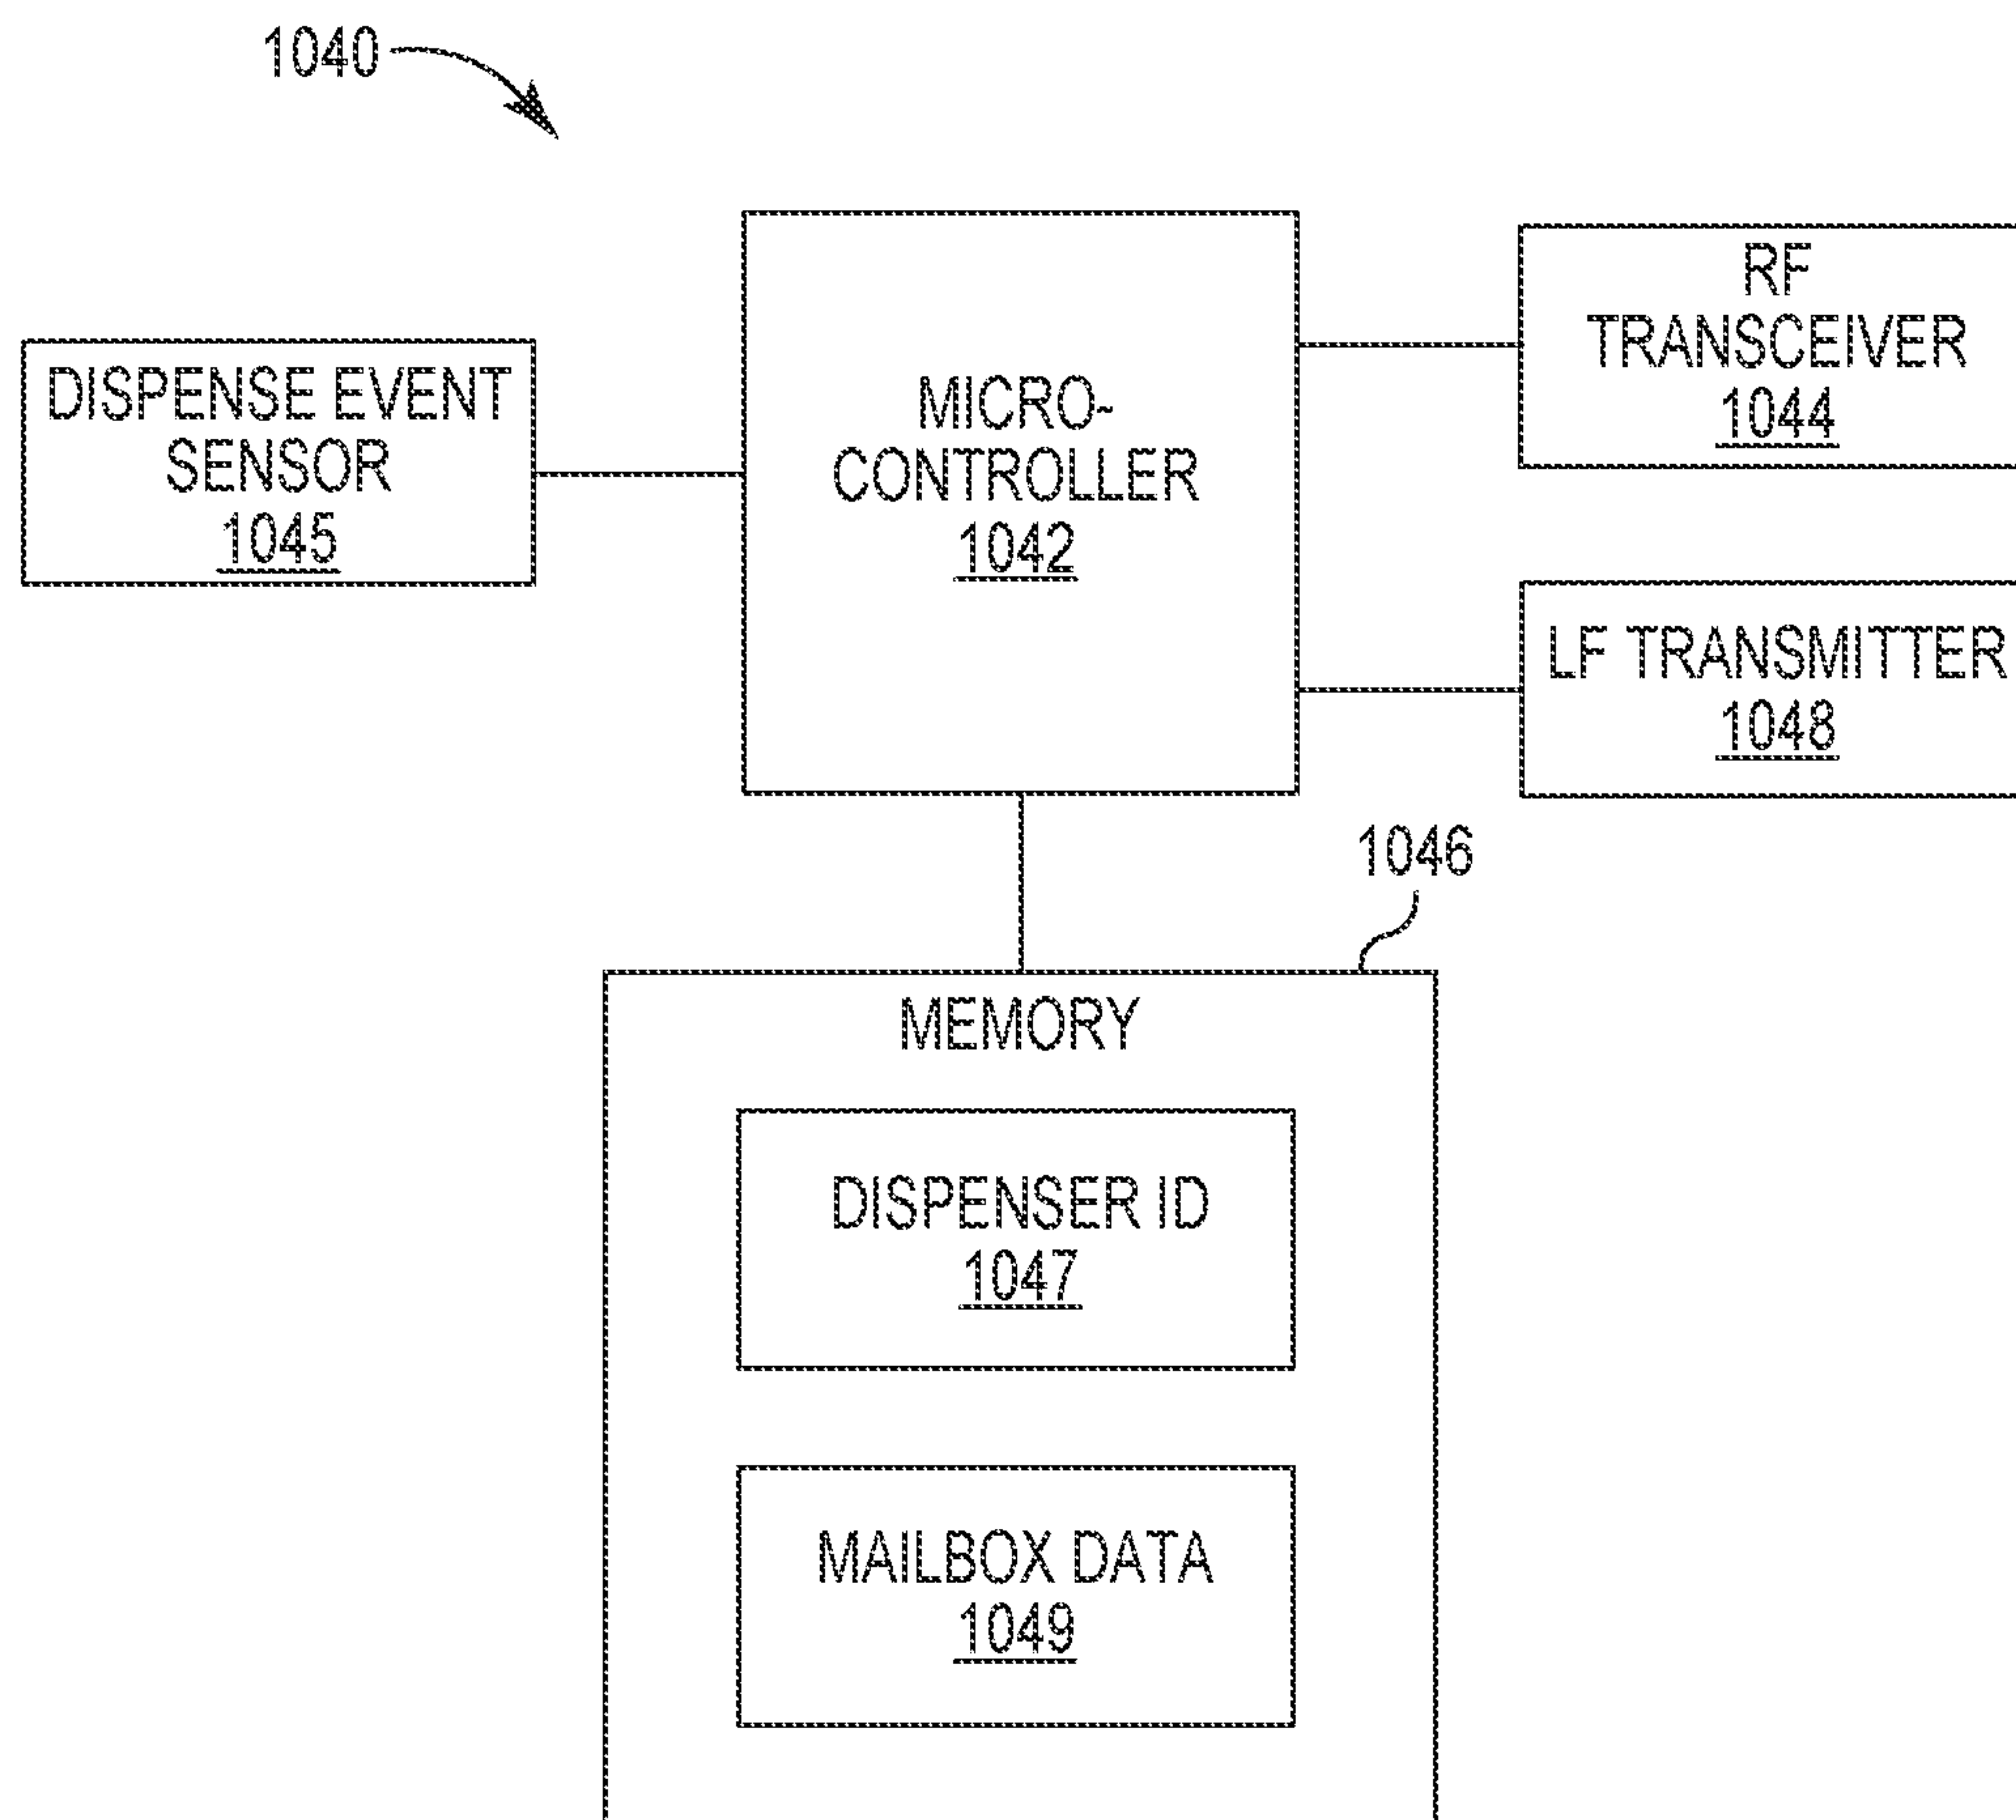 1040
DISPENSE EVENT
SENSOR
1045
MICRO-
CONTROLLER
1042
RF
TRANSCEIVER
1044
LF TRANSMITTER
1048
1046
MEMORY
DISPENSER ID
1047
MAILBOX DATA
1049